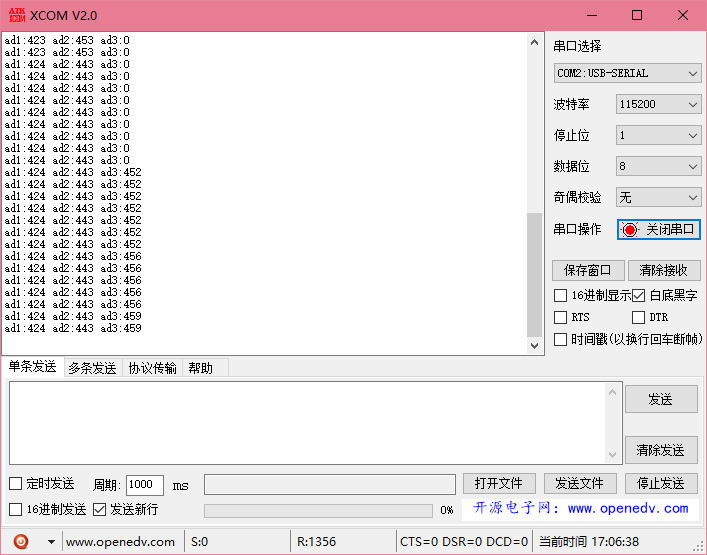 ATK XCOM XCOM V2.0
ad1:423 ad2:453 ad3:0
ad1:423 ad2:453 ad3:0
ad1:424 ad2:443 ad3:0
ad1:424 ad2:443 ad3:0
ad1:424 ad2:443 ad3:0
ad1:424 ad2:443 ad3:0
ad1:424 ad2:443 ad3:0
ad1:424 ad2:443 ad3:0
ad1:424 ad2:443 ad3:0
ad1:424 ad2:443 ad3:0
ad1:424 ad2:443 ad3:0
ad1:424 ad2:443 ad3:452
ad1:424 ad2:443 ad3:452
ad1:424 ad2:443 ad3:452
ad1:424 ad2:443 ad3:452
ad1:424 ad2:443 ad3:452
ad1:424 ad2:443 ad3:452
ad1:424 ad2:443 ad3:452
ad1:424 ad2:443 ad3:456
ad1:424 ad2:443 ad3:456
ad1:424 ad2:443 ad3:456
ad1:424 ad2:443 ad3:456
ad1:424 ad2:443 ad3:456
ad1:424 ad2:443 ad3:459
ad1:424 ad2:443 ad3:459
串口选择
COM2:USB-SERIAL
波特率 115200
停止位 1
数据位 8
奇偶校验 无
串口操作 关闭串口
保存窗口 清除接收
16进制显示 白底黑字
RTS DTR
时间戳(以换行回车断帧)
单条发送 多条发送 协议传输 帮助
发送
清除发送
定时发送 周期: 1000 ms 打开文件 发送文件 停止发送
16进制发送 发送新行 0% 开源电子网: www.openedv.com
www.openedv.com S:0 R:1356 CTS=0 DSR=0 DCD=0 当前时间 17:06:38